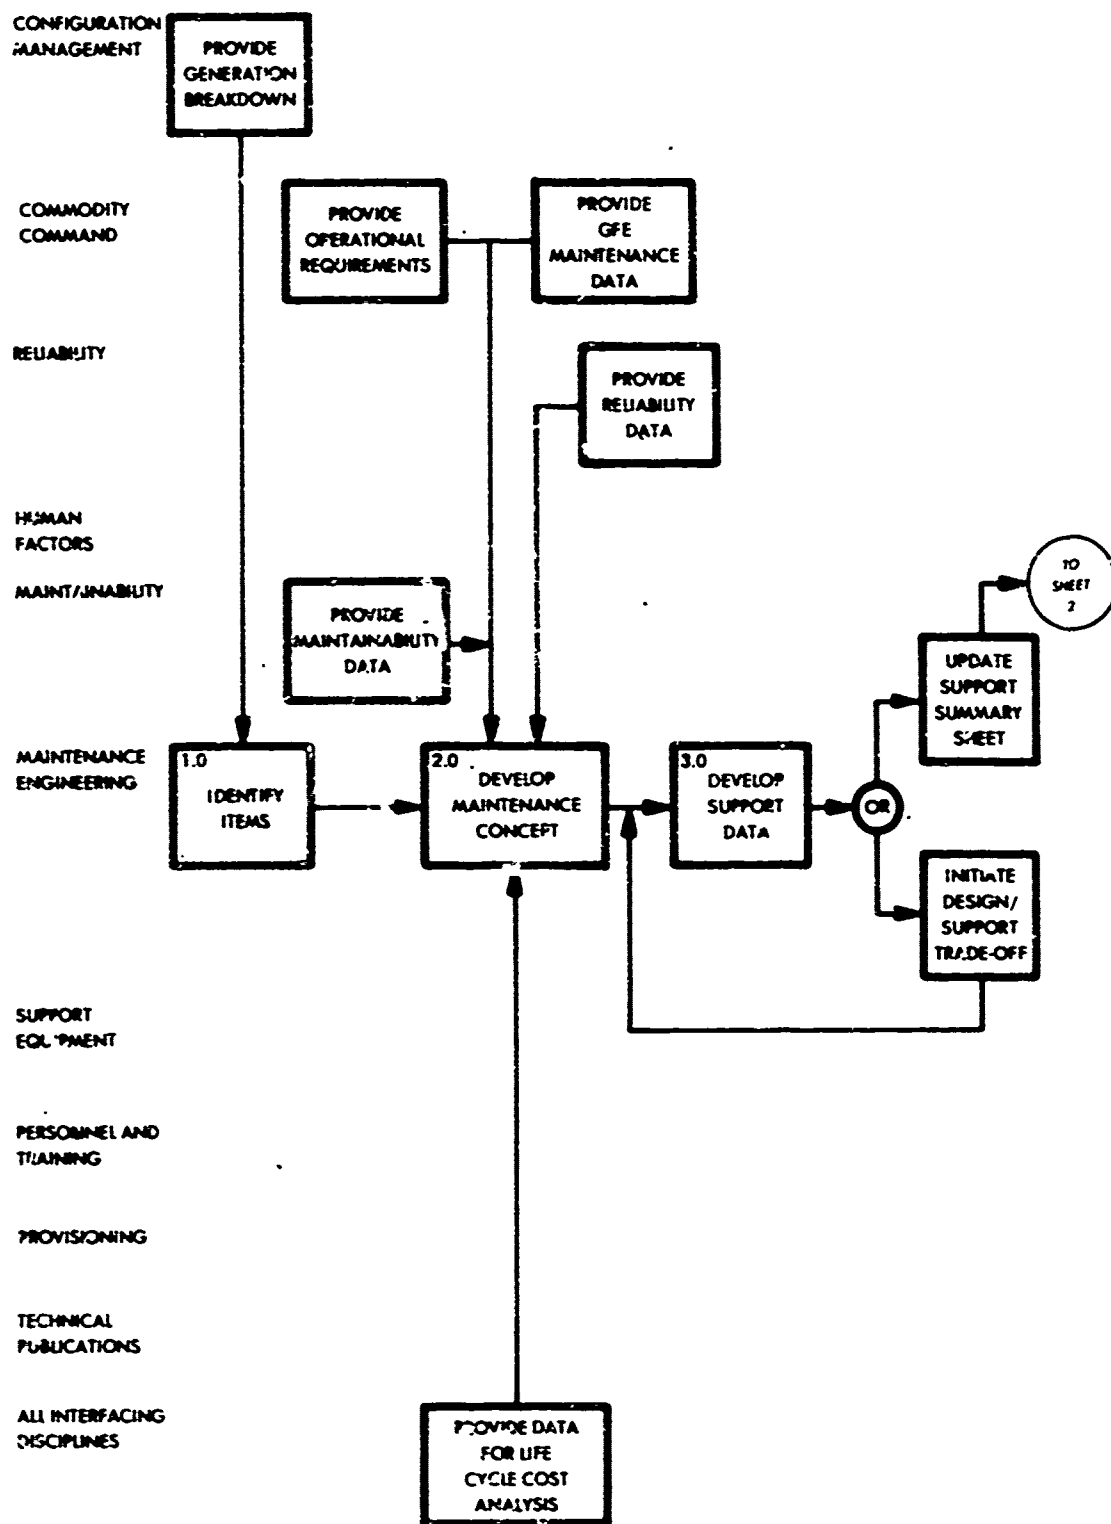 CONFIGURATION
MANAGEMENT
PROVIDE
GENERATION
BREAKDOWN
COMMODITY
COMMAND
PROVIDE
OPERATIONAL
REQUIREMENTS
PROVIDE
GFE
MAINTENANCE
DATA
RELIABILITY
PROVIDE
RELIABILITY
DATA
HUMAN
FACTORS
MAINTAINABILITY
PROVIDE
MAINTAINABILITY
DATA
TO
SHEET
2
UPDATE
SUPPORT
SUMMARY
SHEET
MAINTENANCE
ENGINEERING
1.0
IDENTIFY
ITEMS
2.0
DEVELOP
MAINTENANCE
CONCEPT
3.0
DEVELOP
SUPPORT
DATA
OR
INITIATE
DESIGN/
SUPPORT
TRADE-OFF
SUPPORT
EQUIPMENT
PERSONNEL AND
TRAINING
PROVISIONING
TECHNICAL
PUBLICATIONS
ALL INTERFACING
DISCIPLINES
PROVIDE DATA
FOR LIFE
CYCLE COST
ANALYSIS